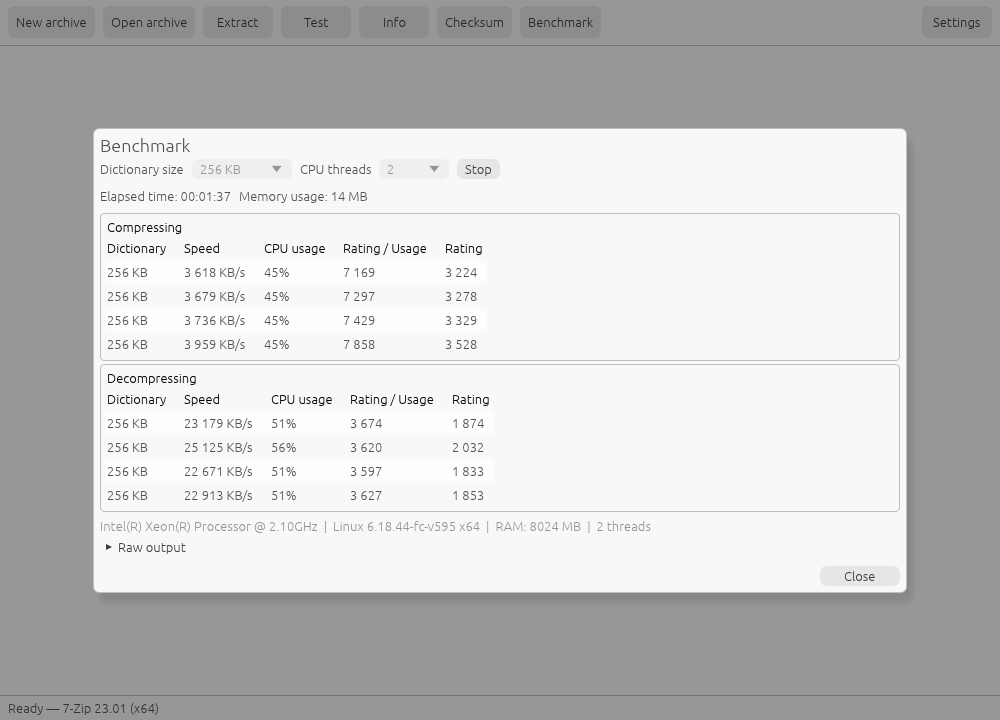 New archive Open archive Extract Test Info Checksum Benchmark Settings
Benchmark
Dictionary size 256 KB CPU threads 2 Stop
Elapsed time: 00:01:37 Memory usage: 14 MB
Compressing
Dictionary Speed CPU usage Rating / Usage Rating
256 KB 3 618 KB/s 45% 7 169 3 224
256 KB 3 679 KB/s 45% 7 297 3 278
256 KB 3 736 KB/s 45% 7 429 3 329
256 KB 3 959 KB/s 45% 7 858 3 528
Decompressing
Dictionary Speed CPU usage Rating / Usage Rating
256 KB 23 179 KB/s 51% 3 674 1 874
256 KB 25 125 KB/s 56% 3 620 2 032
256 KB 22 671 KB/s 51% 3 597 1 833
256 KB 22 913 KB/s 51% 3 627 1 853
Intel(R) Xeon(R) Processor @ 2.10GHz | Linux 6.18.44-fc-v595 x64 | RAM: 8024 MB | 2 threads
Raw output
Close
Ready — 7-Zip 23.01 (x64)